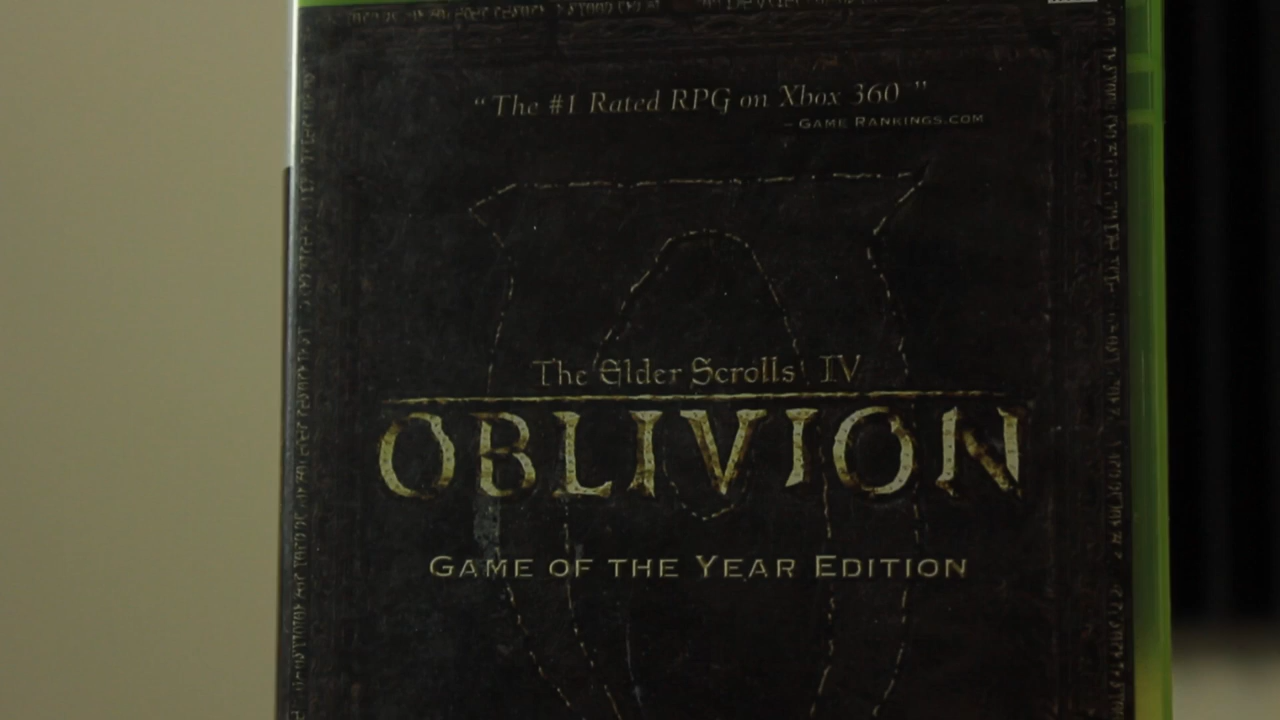 “The #1 Rated RPG on Xbox 360”
– GAME RANKINGS.COM
The Elder Scrolls IV
OBLIVION
GAME OF THE YEAR EDITION